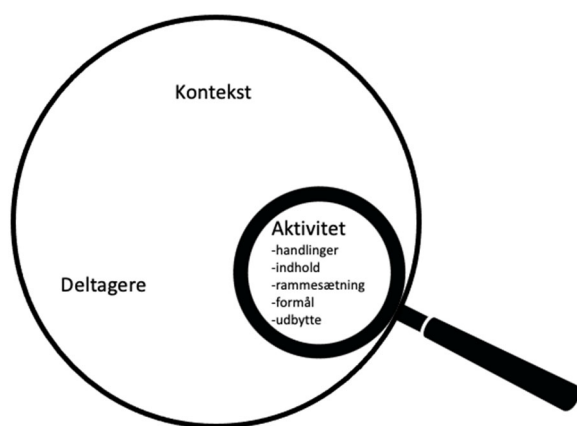 Kontekst
Aktivitet
-handlinger
-indhold
-rammesætning
-formål
-udbytte
Deltagere